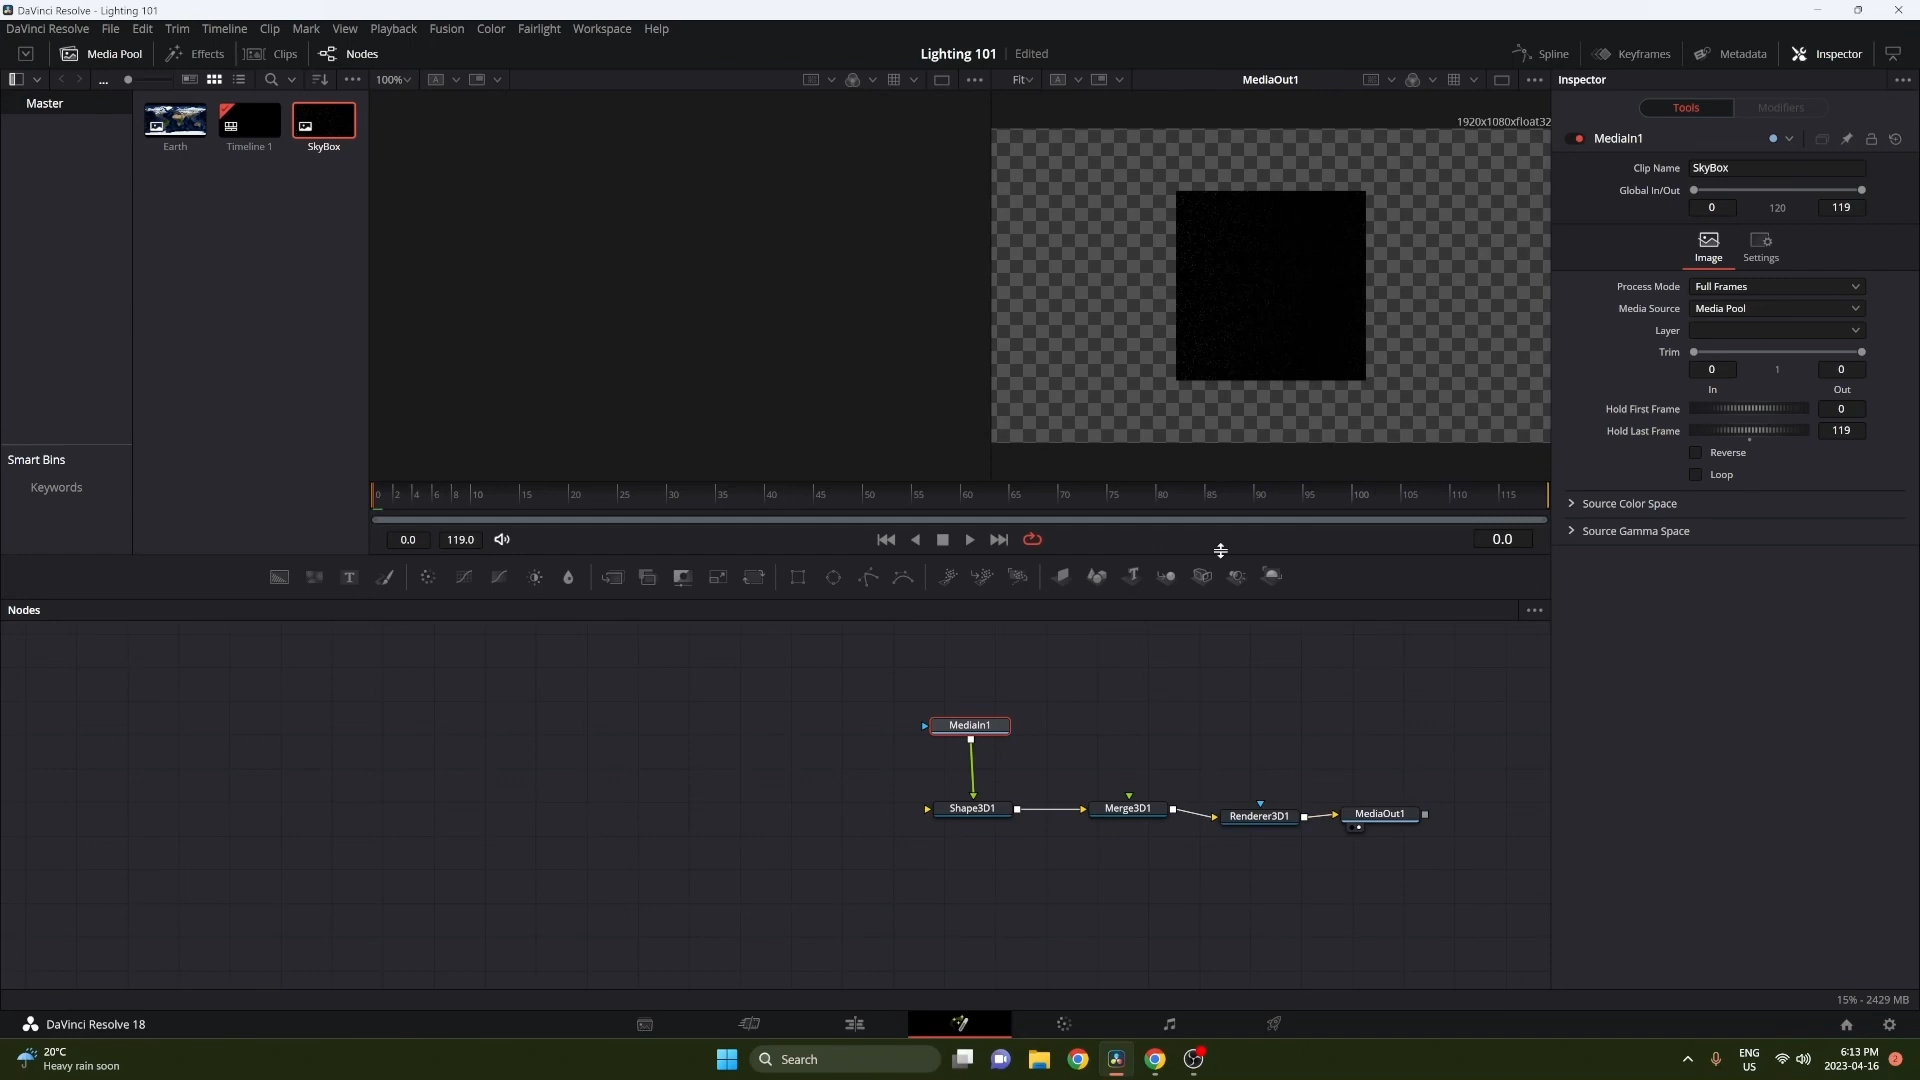 DaVinci Resolve - Lighting 101
DaVinci Resolve File Edit Trim Timeline Clip Mark View Playback Fusion Color Fairlight Workspace Help
Media Pool Effects Clips Nodes Lighting 101 Edited Spline Keyframes Metadata Inspector
... 100% A Fit A MediaOut1 Inspector
Master
Earth Timeline 1 SkyBox
1920x1080xfloat32
Tools Modifiers
MediaIn1
Clip Name SkyBox
Global In/Out
0 120 119
Image Settings
Process Mode Full Frames
Media Source Media Pool
Layer
Trim
0 1 0
In Out
Hold First Frame 0
Hold Last Frame 119
Reverse
Loop
Source Color Space
Source Gamma Space
Smart Bins
Keywords
0 2 4 6 8 10 15 20 25 30 35 40 45 50 55 60 65 70 75 80 85 90 95 100 105 110 115
0.0 119.0 0.0
T T
Nodes
MediaIn1
Shape3D1 Merge3D1 Renderer3D1 MediaOut1
15% - 2429 MB
DaVinci Resolve 18
20°C
Heavy rain soon
Search
ENG
US
6:13 PM
2023-04-16
2